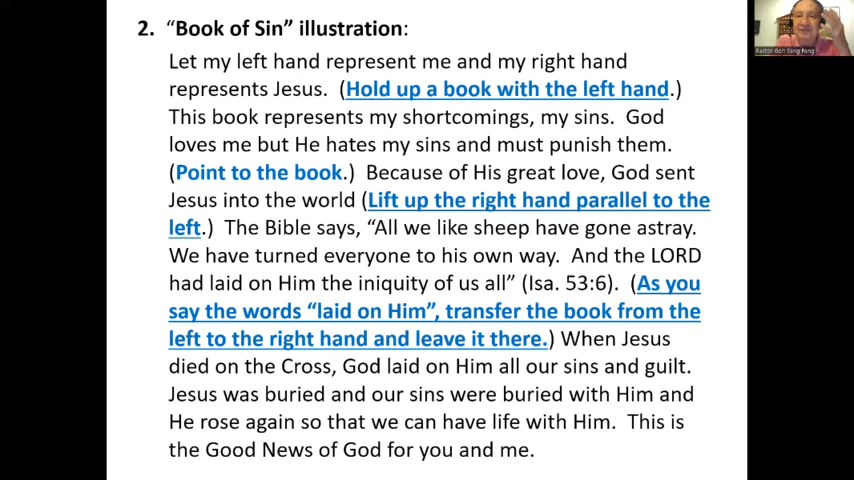 2. “Book of Sin” illustration:
Let my left hand represent me and my right hand
represents Jesus. (Hold up a book with the left hand.)
This book represents my shortcomings, my sins. God
loves me but He hates my sins and must punish them.
(Point to the book.) Because of His great love, God sent
Jesus into the world (Lift up the right hand parallel to the
left.) The Bible says, “All we like sheep have gone astray.
We have turned everyone to his own way. And the LORD
had laid on Him the iniquity of us all” (Isa. 53:6). (As you
say the words “laid on Him”, transfer the book from the
left to the right hand and leave it there.) When Jesus
died on the Cross, God laid on Him all our sins and guilt.
Jesus was buried and our sins were buried with Him and
He rose again so that we can have life with Him. This is
the Good News of God for you and me.
Pastor Goh Seng Fong